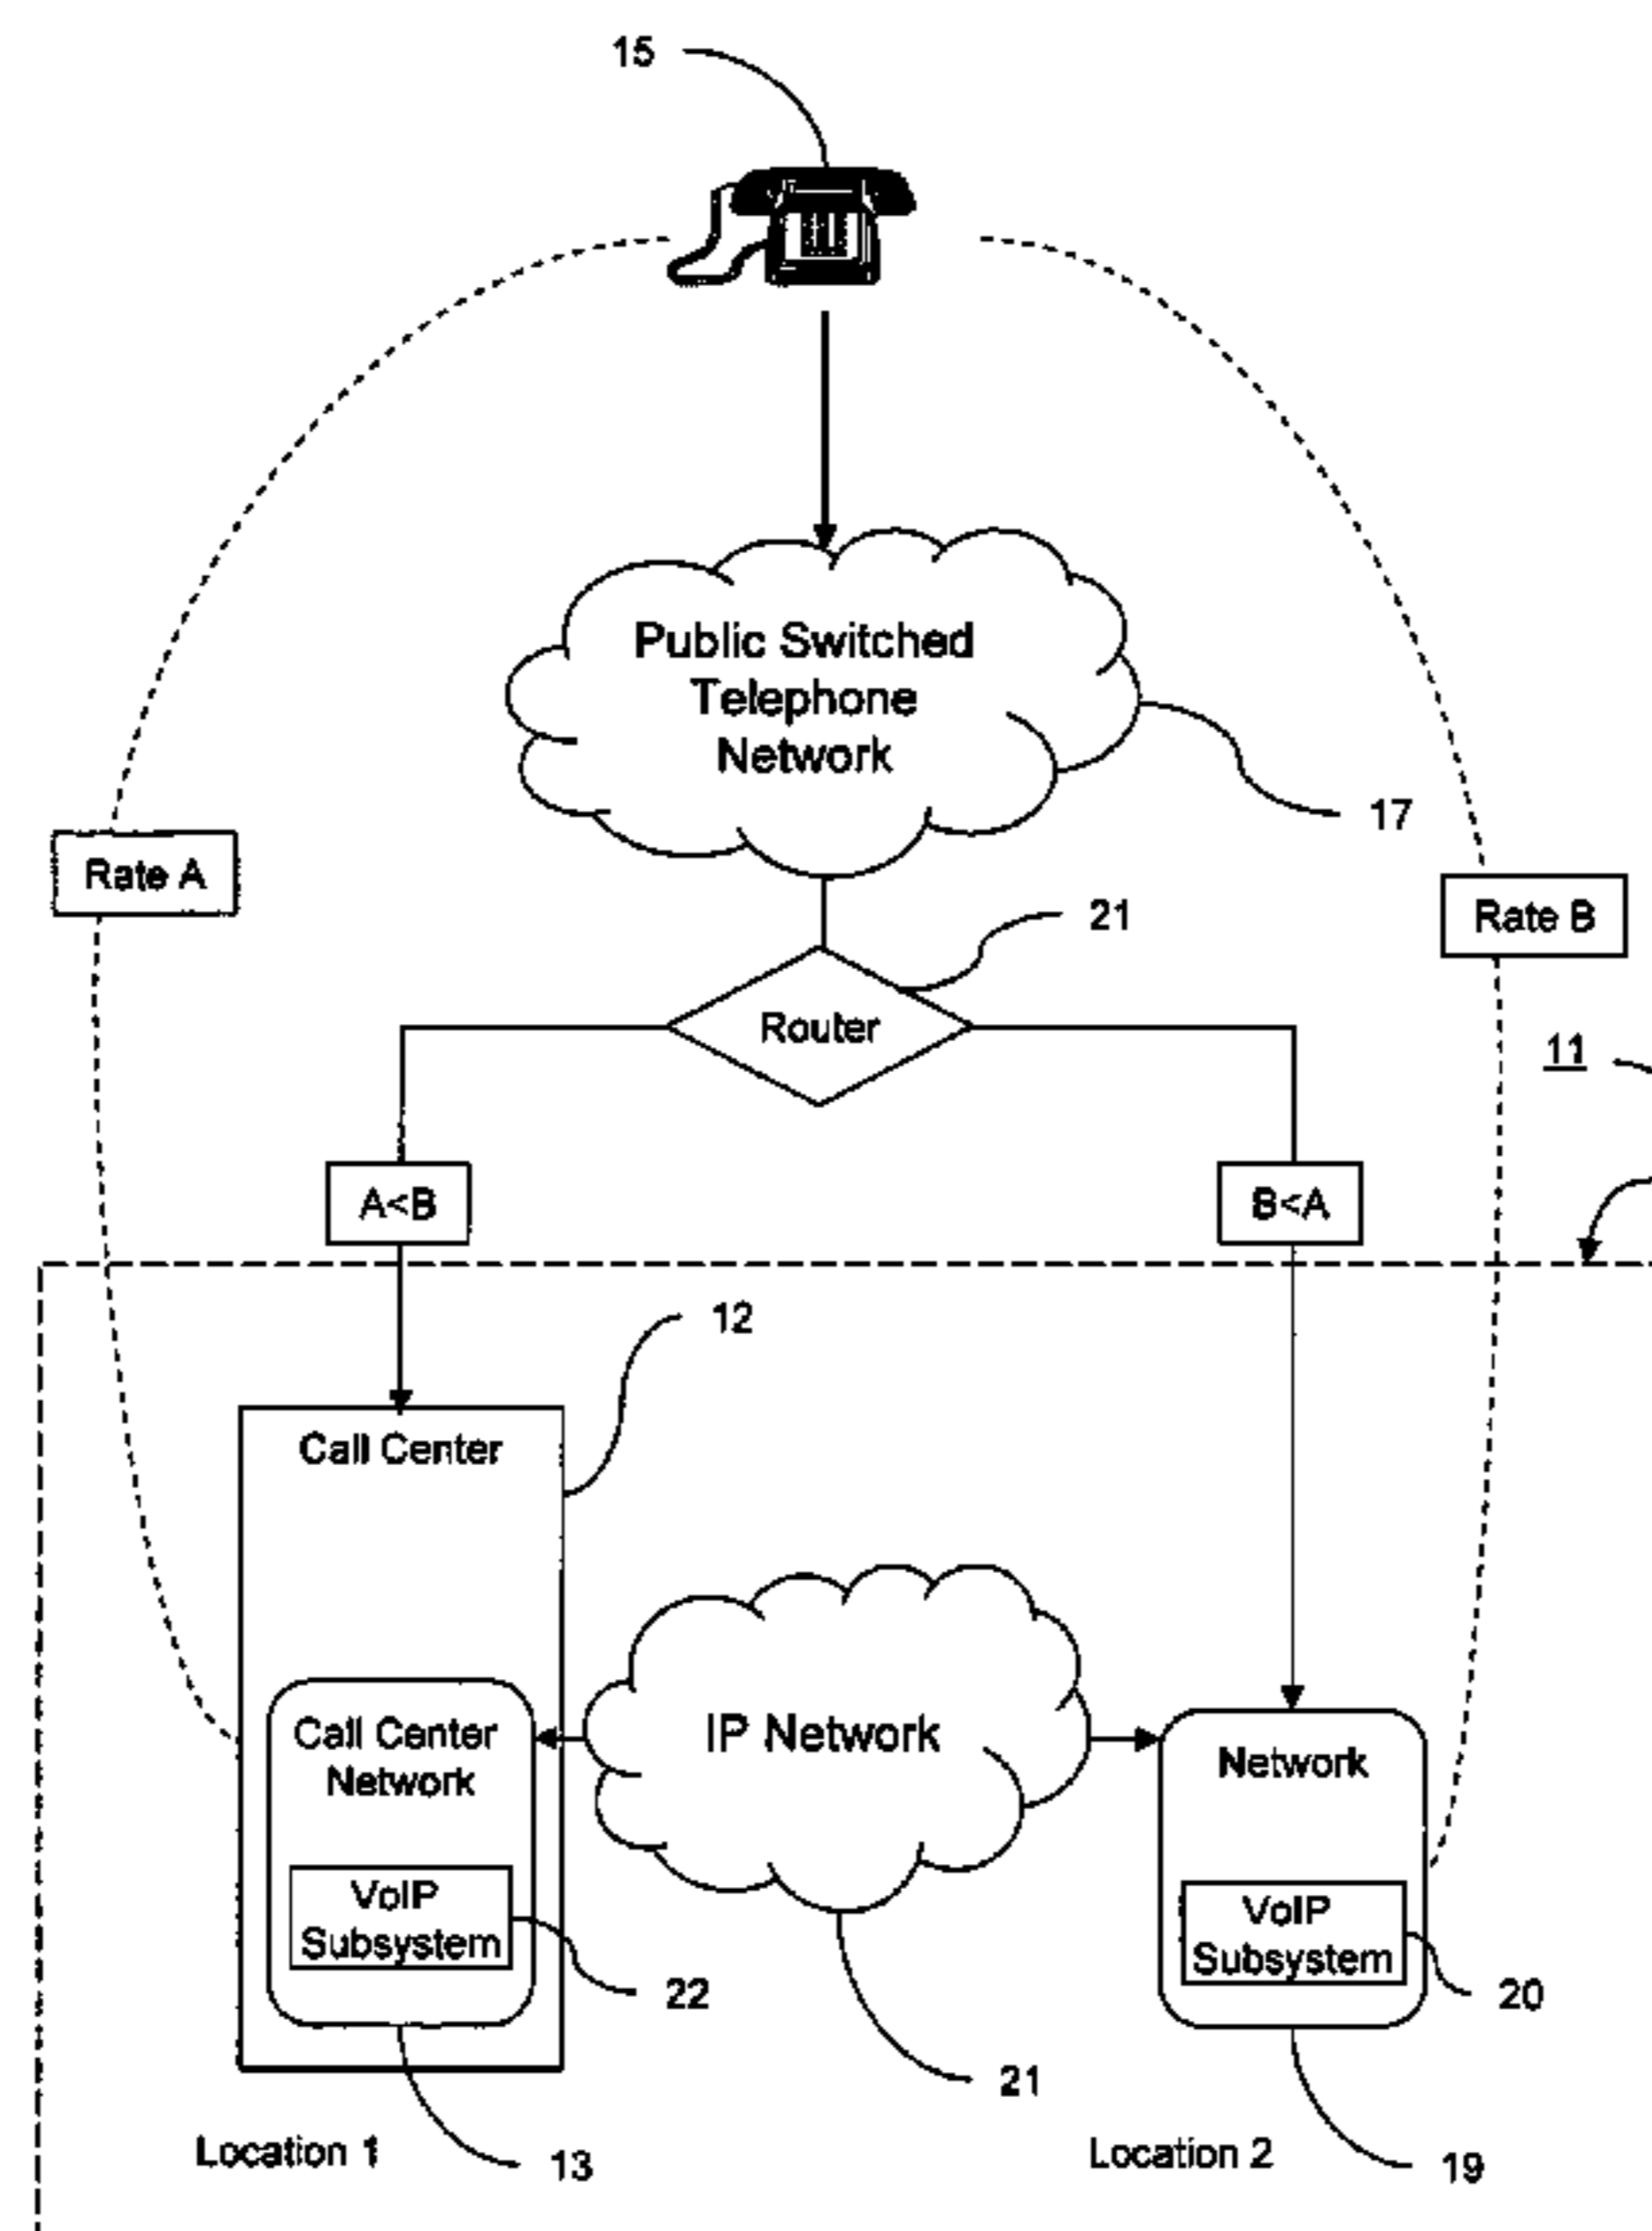 15
Public Switched
Telephone
Network
17
Rate A
Rate B
21
Router
11
A<B
B<A
12
Call Center
Call Center
Network
IP Network
Network
VoIP
Subsystem
VoIP
Subsystem
22
20
21
Location 1
13
Location 2
19